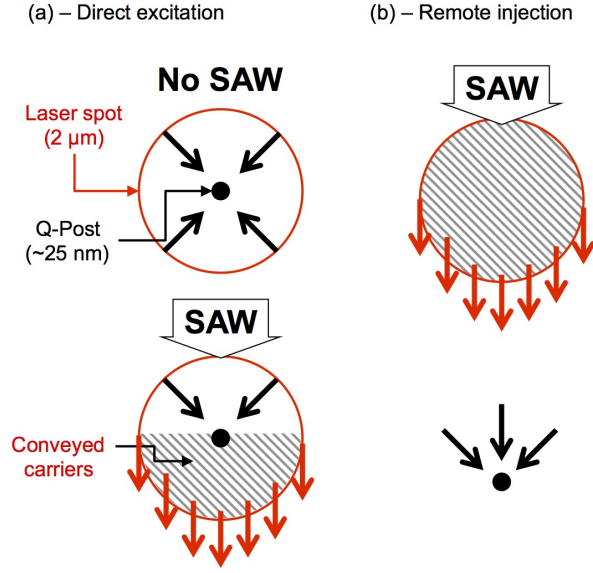 (a) – Direct excitation
(b) – Remote injection
No SAW
SAW
Laser spot
(2 µm)
Q-Post
(~25 nm)
SAW
Conveyed
carriers